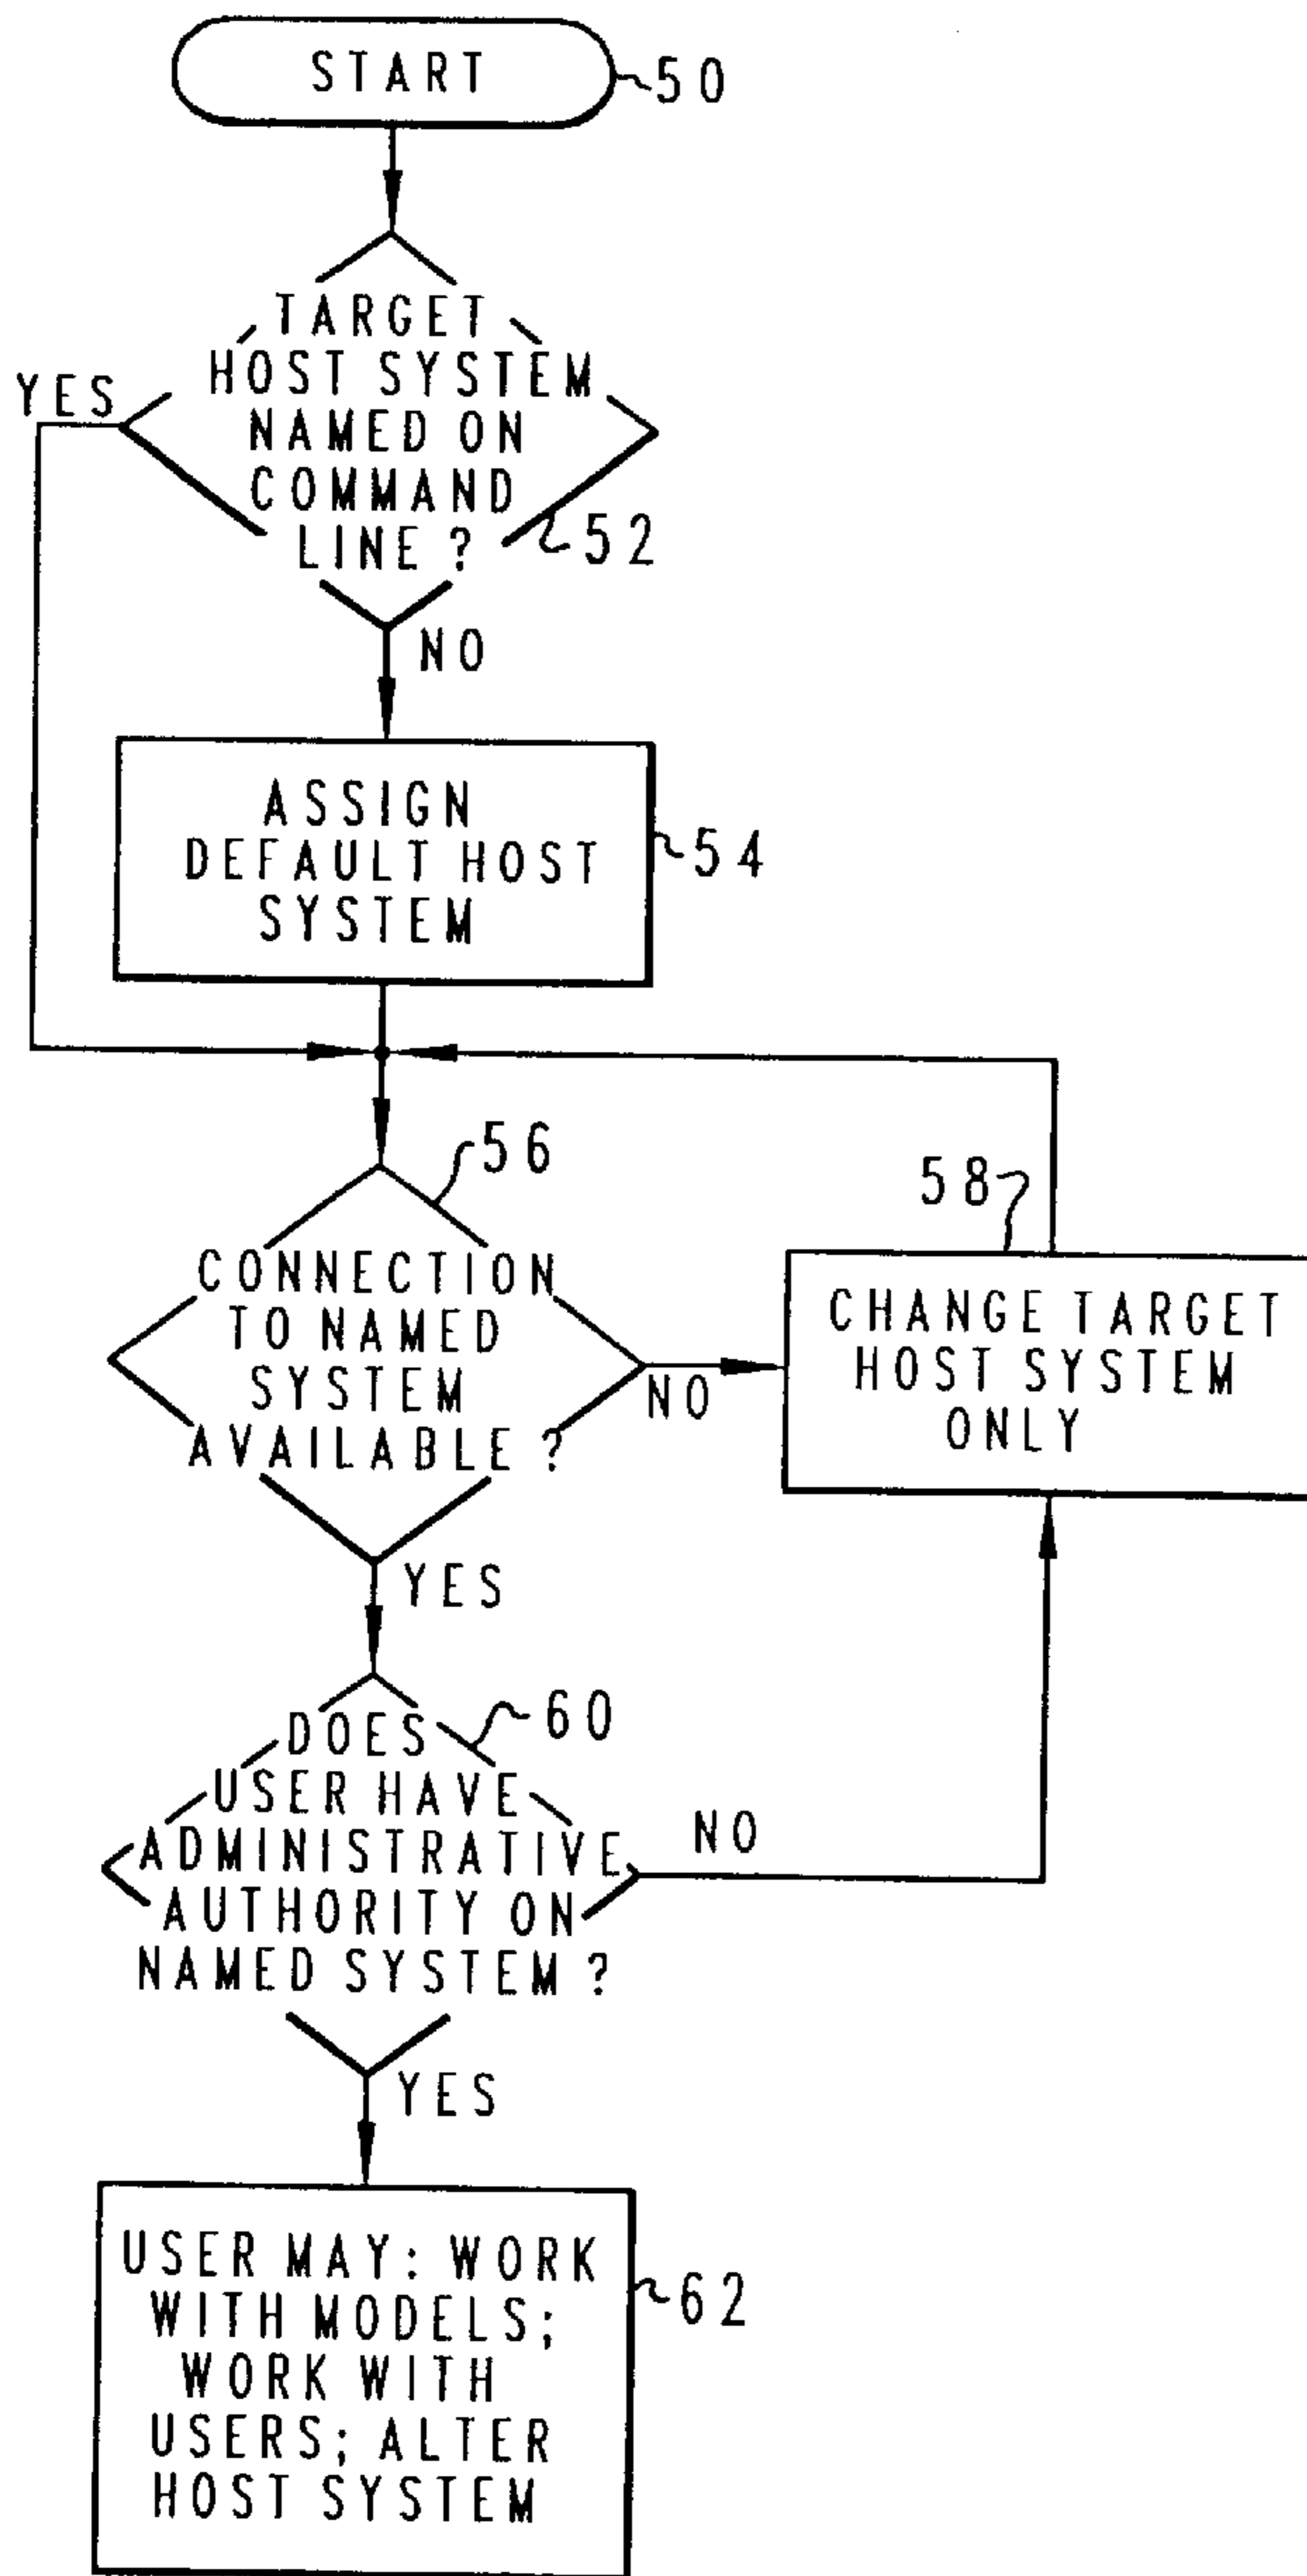 START
50
TARGET
HOST SYSTEM
NAMED ON
COMMAND
LINE ?
52
YES
NO
ASSIGN
DEFAULT HOST
SYSTEM
54
56
CONNECTION
TO NAMED
SYSTEM
AVAILABLE ?
NO
YES
58
CHANGE TARGET
HOST SYSTEM
ONLY
60
DOES
USER HAVE
ADMINISTRATIVE
AUTHORITY ON
NAMED SYSTEM ?
NO
YES
USER MAY: WORK
WITH MODELS;
WORK WITH
USERS; ALTER
HOST SYSTEM
62